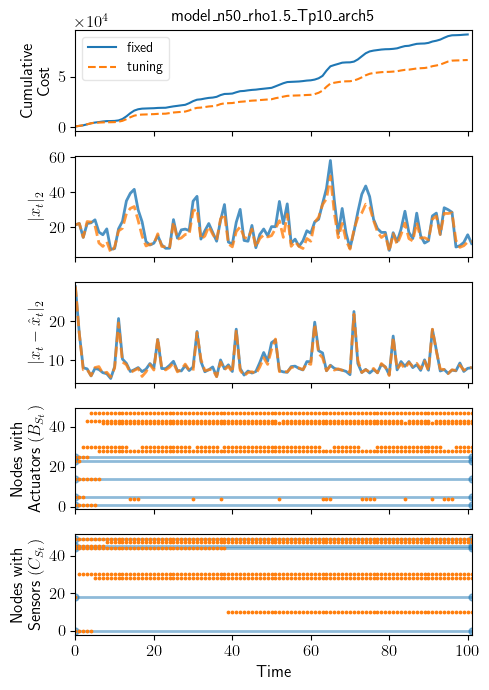 model_n50_rho1.5_Tp10_arch5
×10⁴
fixed
tuning
Cumulative
Cost
5
0
|x_t|_2
60
40
20
|x_t − x̂_t|_2
20
10
Nodes with
Actuators (B_{S_t})
40
20
0
Nodes with
Sensors (C_{S_t})
40
20
0
0 20 40 60 80 100
Time